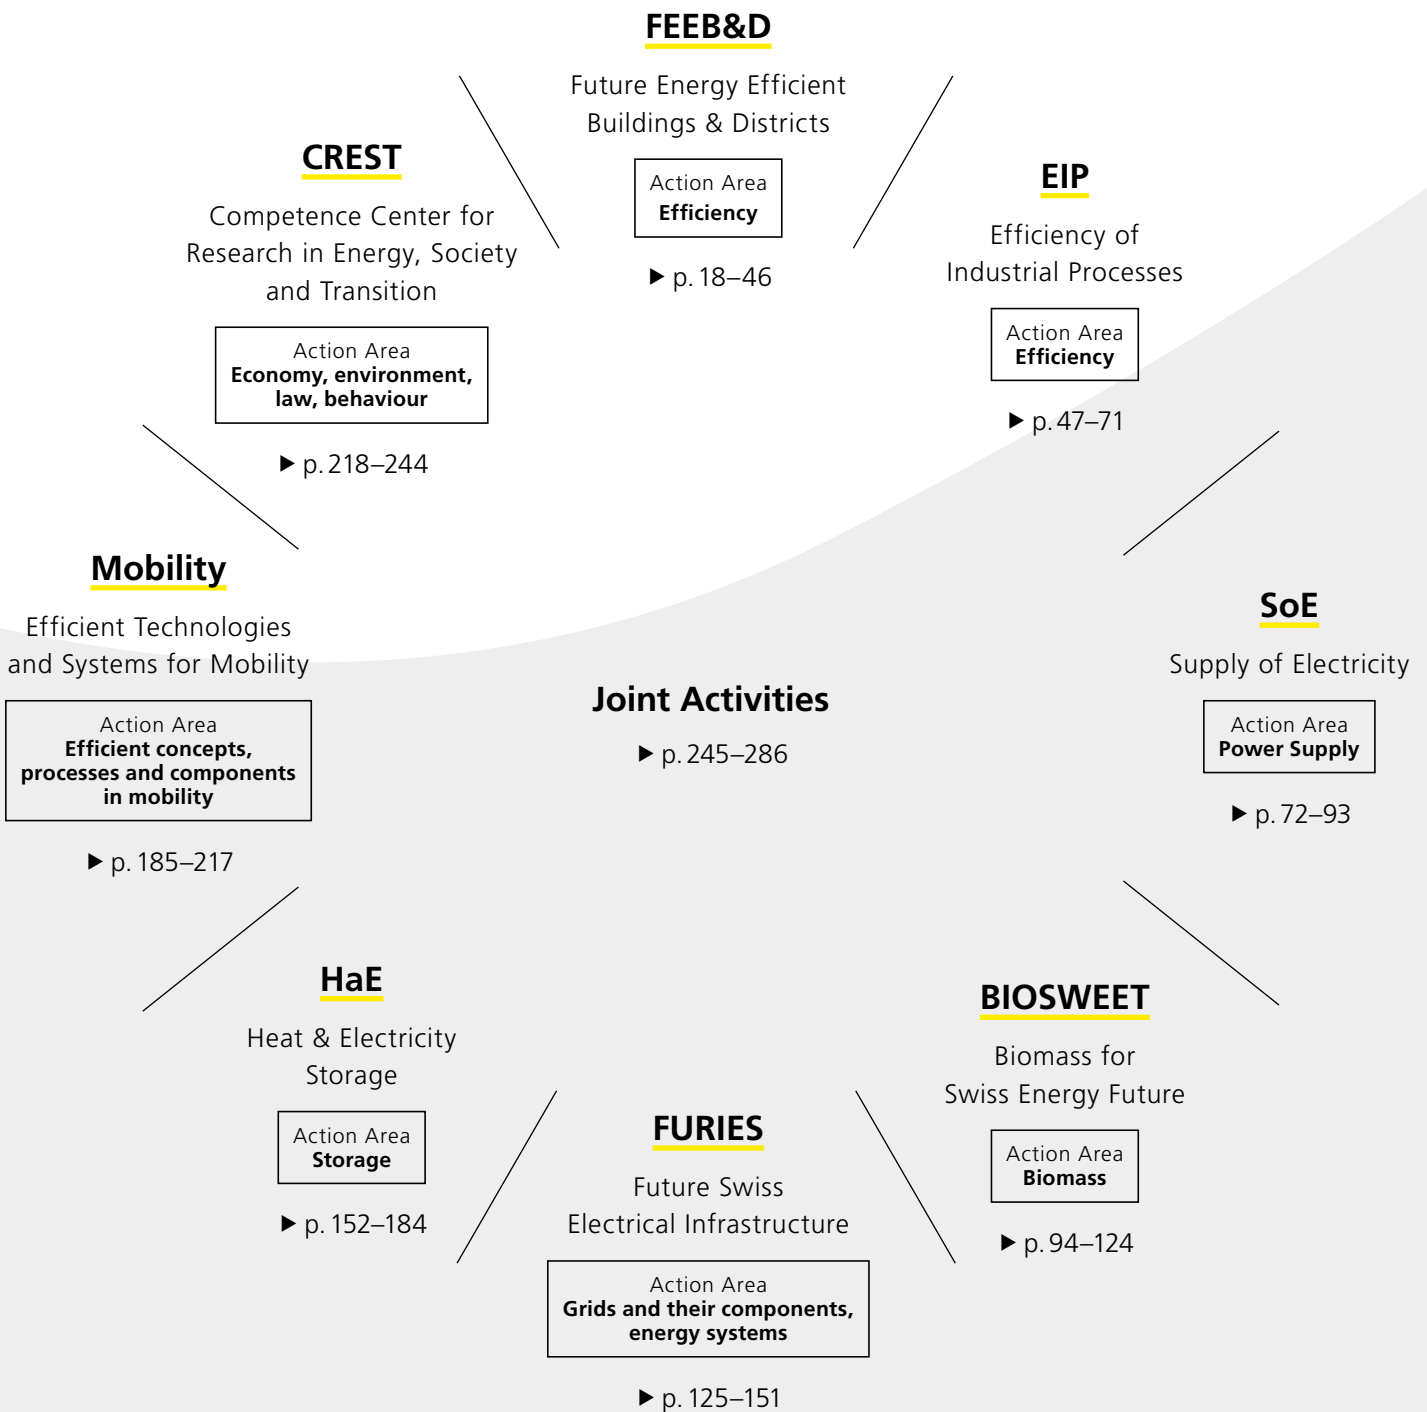 FEEB&D
Future Energy Efficient
Buildings & Districts
Action Area
Efficiency
▶ p. 18–46
EIP
Efficiency of
Industrial Processes
Action Area
Efficiency
▶ p. 47–71
SoE
Supply of Electricity
Action Area
Power Supply
▶ p. 72–93
BIOSWEET
Biomass for
Swiss Energy Future
Action Area
Biomass
▶ p. 94–124
FURIES
Future Swiss
Electrical Infrastructure
Action Area
Grids and their components,
energy systems
▶ p. 125–151
HaE
Heat & Electricity
Storage
Action Area
Storage
▶ p. 152–184
Mobility
Efficient Technologies
and Systems for Mobility
Action Area
Efficient concepts,
processes and components
in mobility
▶ p. 185–217
CREST
Competence Center for
Research in Energy, Society
and Transition
Action Area
Economy, environment,
law, behaviour
▶ p. 218–244
Joint Activities
▶ p. 245–286